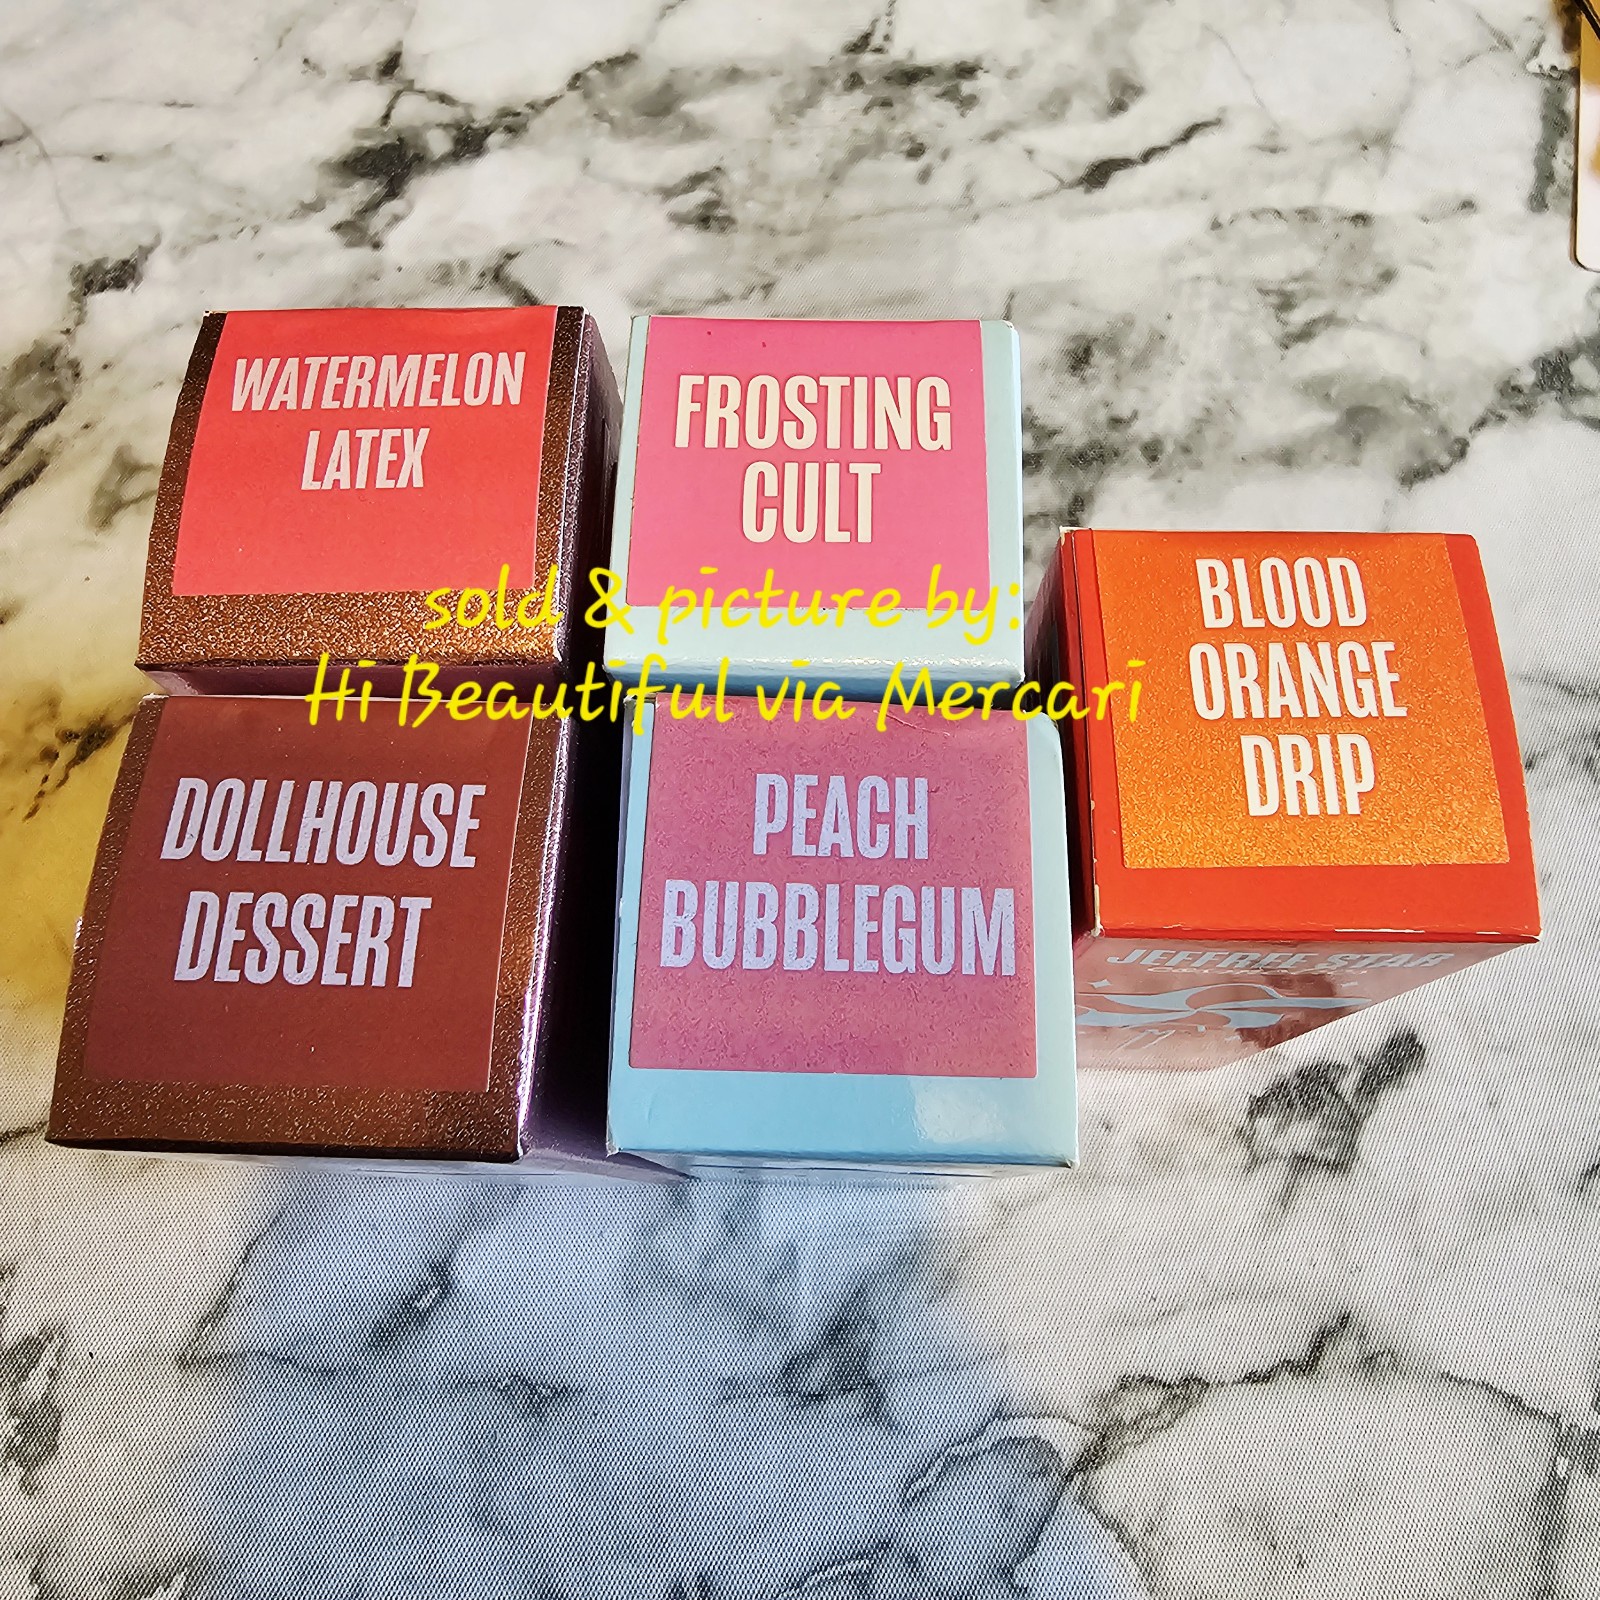 WATERMELON
LATEX
FROSTING
CULT
BLOOD
ORANGE
DRIP
sold & picture by:
Hi Beautiful via Mercari
DOLLHOUSE
DESSERT
PEACH
BUBBLEGUM
JEFFREE STAR